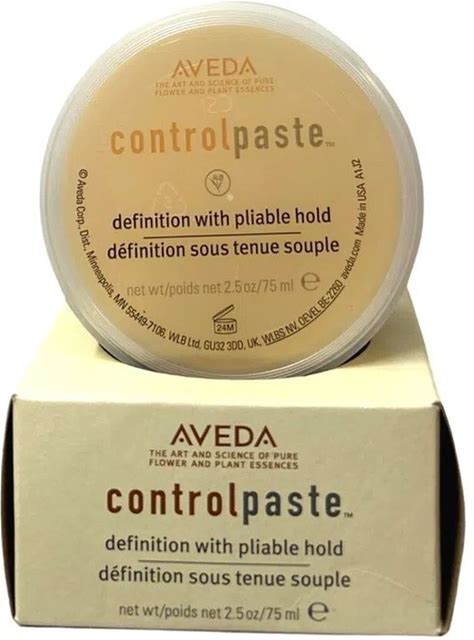 AVEDA
THE ART AND SCIENCE OF PURE
FLOWER AND PLANT ESSENCES
controlpaste™
definition with pliable hold
définition sous tenue souple
net wt/poids net 2.5 oz/75 ml ℮
24M
© Aveda Corp., Dist., Minneapolis, MN 55449-7106, WLB Ltd, GU32 3DD, UK, WLBS NV, OEVEL BE-2260 aveda.com Made in USA A1J2
AVEDA
THE ART AND SCIENCE OF PURE
FLOWER AND PLANT ESSENCES
controlpaste™
definition with pliable hold
définition sous tenue souple
net wt/poids net 2.5 oz/75 ml ℮